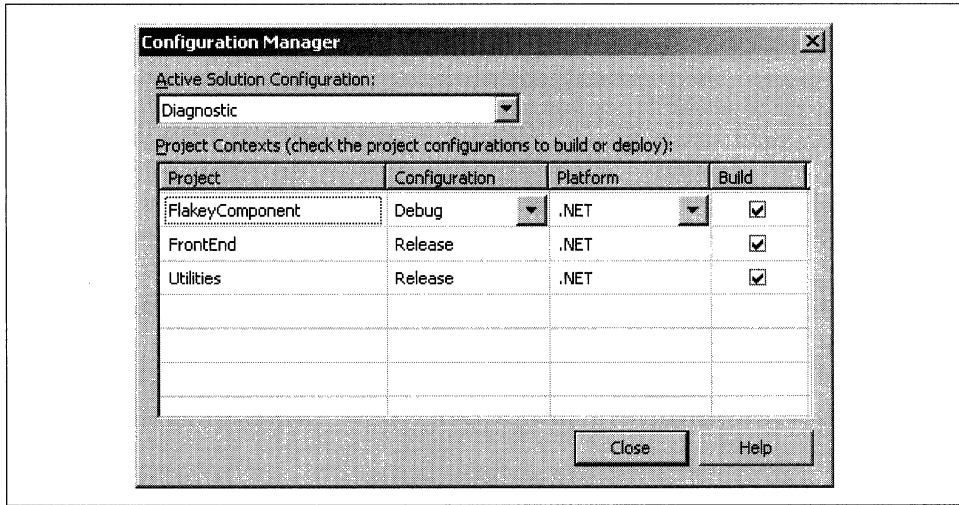 Configuration Manager
Active Solution Configuration:
Diagnostic
Project Contexts (check the project configurations to build or deploy):
Project Configuration Platform Build
FlakeyComponent Debug .NET
FrontEnd Release .NET
Utilities Release .NET
Close Help